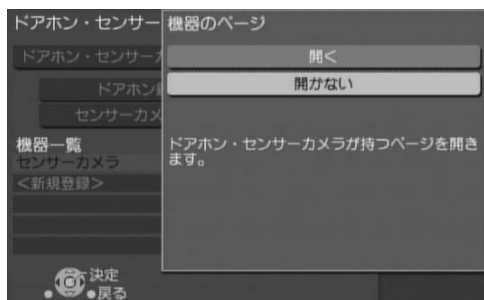 ドアホン・センサー
機器のページ
ドアホン・センサーカ
開く
開かない
ドアホン
センサーカメ
機器一覧
センサーカメラ
<新規登録>
ドアホン・センサーカメラが持つページを開き
ます。
決定
戻る